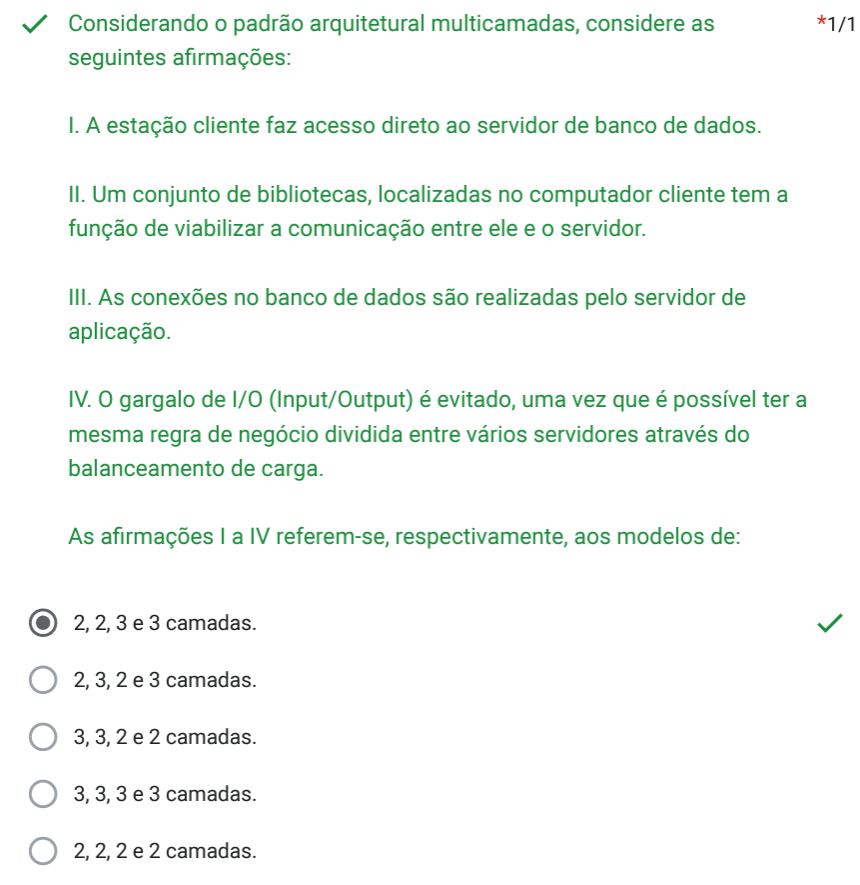 Considerando o padrão arquitetural multicamadas, considere as
*1/1
seguintes afirmações:
I. A estação cliente faz acesso direto ao servidor de banco de dados.
II. Um conjunto de bibliotecas, localizadas no computador cliente tem a
função de viabilizar a comunicação entre ele e o servidor.
III. As conexões no banco de dados são realizadas pelo servidor de
aplicação.
IV. O gargalo de I/O (Input/Output) é evitado, uma vez que é possível ter a
mesma regra de negócio dividida entre vários servidores através do
balanceamento de carga.
As afirmações I a IV referem-se, respectivamente, aos modelos de:
2, 2, 3 e 3 camadas.
2, 3, 2 e 3 camadas.
3, 3, 2 e 2 camadas.
3, 3, 3 e 3 camadas.
2, 2, 2 e 2 camadas.